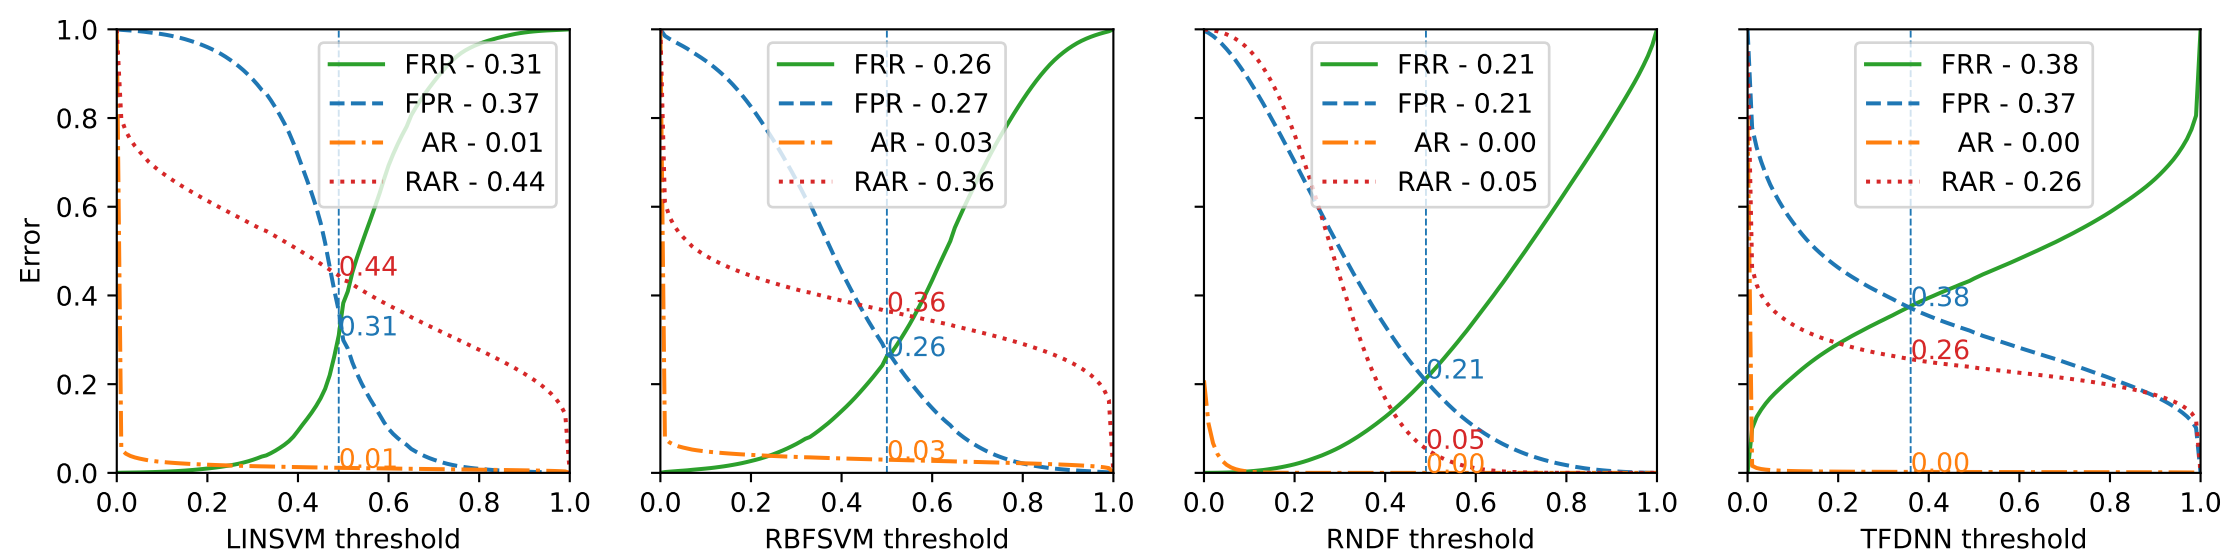 Error
1.0
0.8
0.6
0.4
0.2
0.0
FRR - 0.31
FPR - 0.37
AR - 0.01
RAR - 0.44
0.44
0.31
0.01
0.0 0.2 0.4 0.6 0.8 1.0
LINSVM threshold
FRR - 0.26
FPR - 0.27
AR - 0.03
RAR - 0.36
0.36
0.26
0.03
0.0 0.2 0.4 0.6 0.8 1.0
RBFSVM threshold
FRR - 0.21
FPR - 0.21
AR - 0.00
RAR - 0.05
0.21
0.05
0.00
0.0 0.2 0.4 0.6 0.8 1.0
RNDF threshold
FRR - 0.38
FPR - 0.37
AR - 0.00
RAR - 0.26
0.38
0.26
0.00
0.0 0.2 0.4 0.6 0.8 1.0
TFDNN threshold